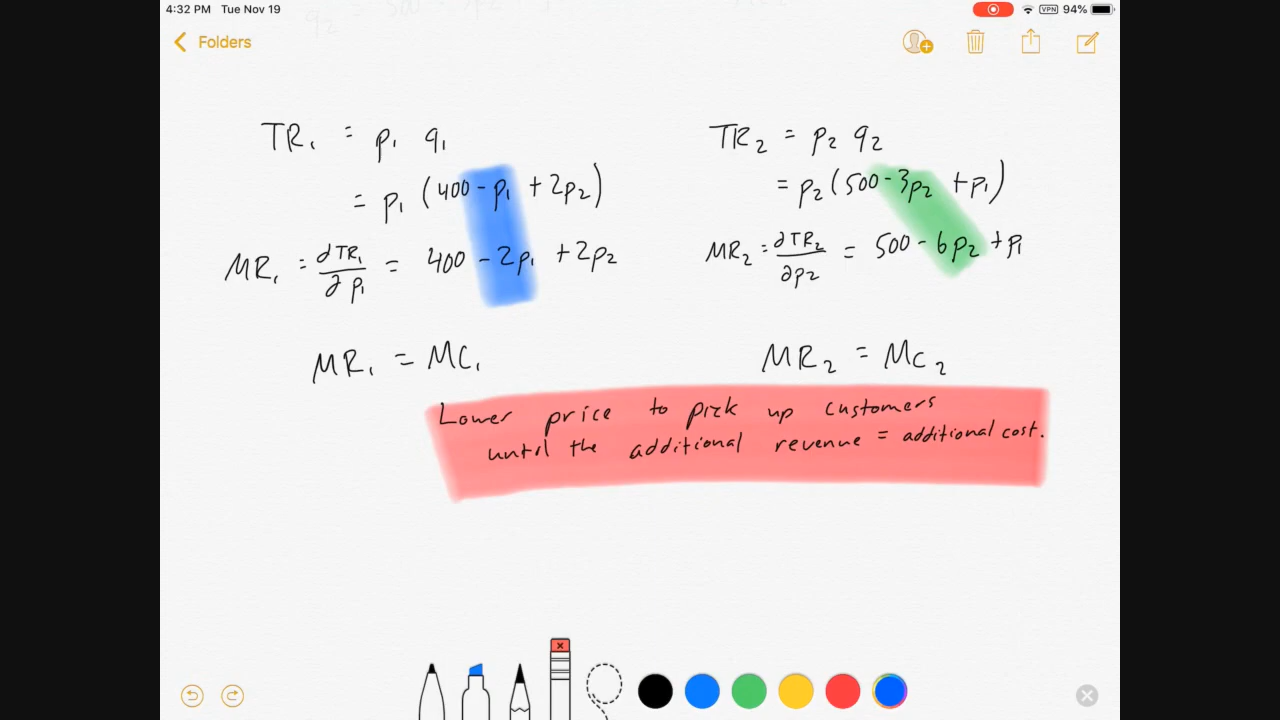 4:32 PM Tue Nov 19
VPN 94%
Folders
TR₁ = p₁ q₁
= p₁ (400 - p₁ + 2p₂)
MR₁ = ∂TR₁/∂p₁ = 400 - 2p₁ + 2p₂
MR₁ = MC₁
TR₂ = p₂ q₂
= p₂ (500 - 3p₂ + p₁)
MR₂ = ∂TR₂/∂p₂ = 500 - 6p₂ + p₁
MR₂ = MC₂
Lower price to pick up customers
until the additional revenue = additional cost.